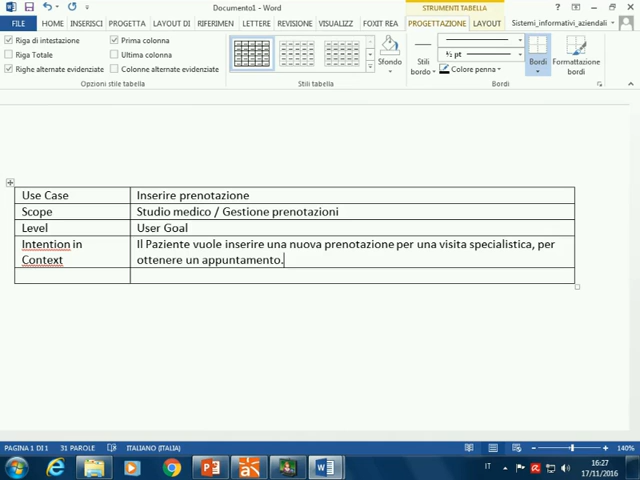 Documento1 - Word
STRUMENTI TABELLA
FILE HOME INSERISCI PROGETTA LAYOUT DI RIFERIMEN LETTERE REVISIONE VISUALIZZ FOXIT REA PROGETTAZIONE LAYOUT Sistemi_informativi_aziendali
Riga di intestazione Prima colonna
Riga Totale Ultima colonna
Righe alternate evidenziate Colonne alternate evidenziate
Opzioni stile tabella
Stili tabella
Sfondo
Stili bordo
½ pt
Colore penna
Bordi
Formattazione bordi
Bordi
Use Case Inserire prenotazione
Scope Studio medico / Gestione prenotazioni
Level User Goal
Intention in Il Paziente vuole inserire una nuova prenotazione per una visita specialistica, per
Context ottenere un appuntamento.
PAGINA 1 DI 1 31 PAROLE ITALIANO (ITALIA) 140%
IT 16:27
17/11/2016